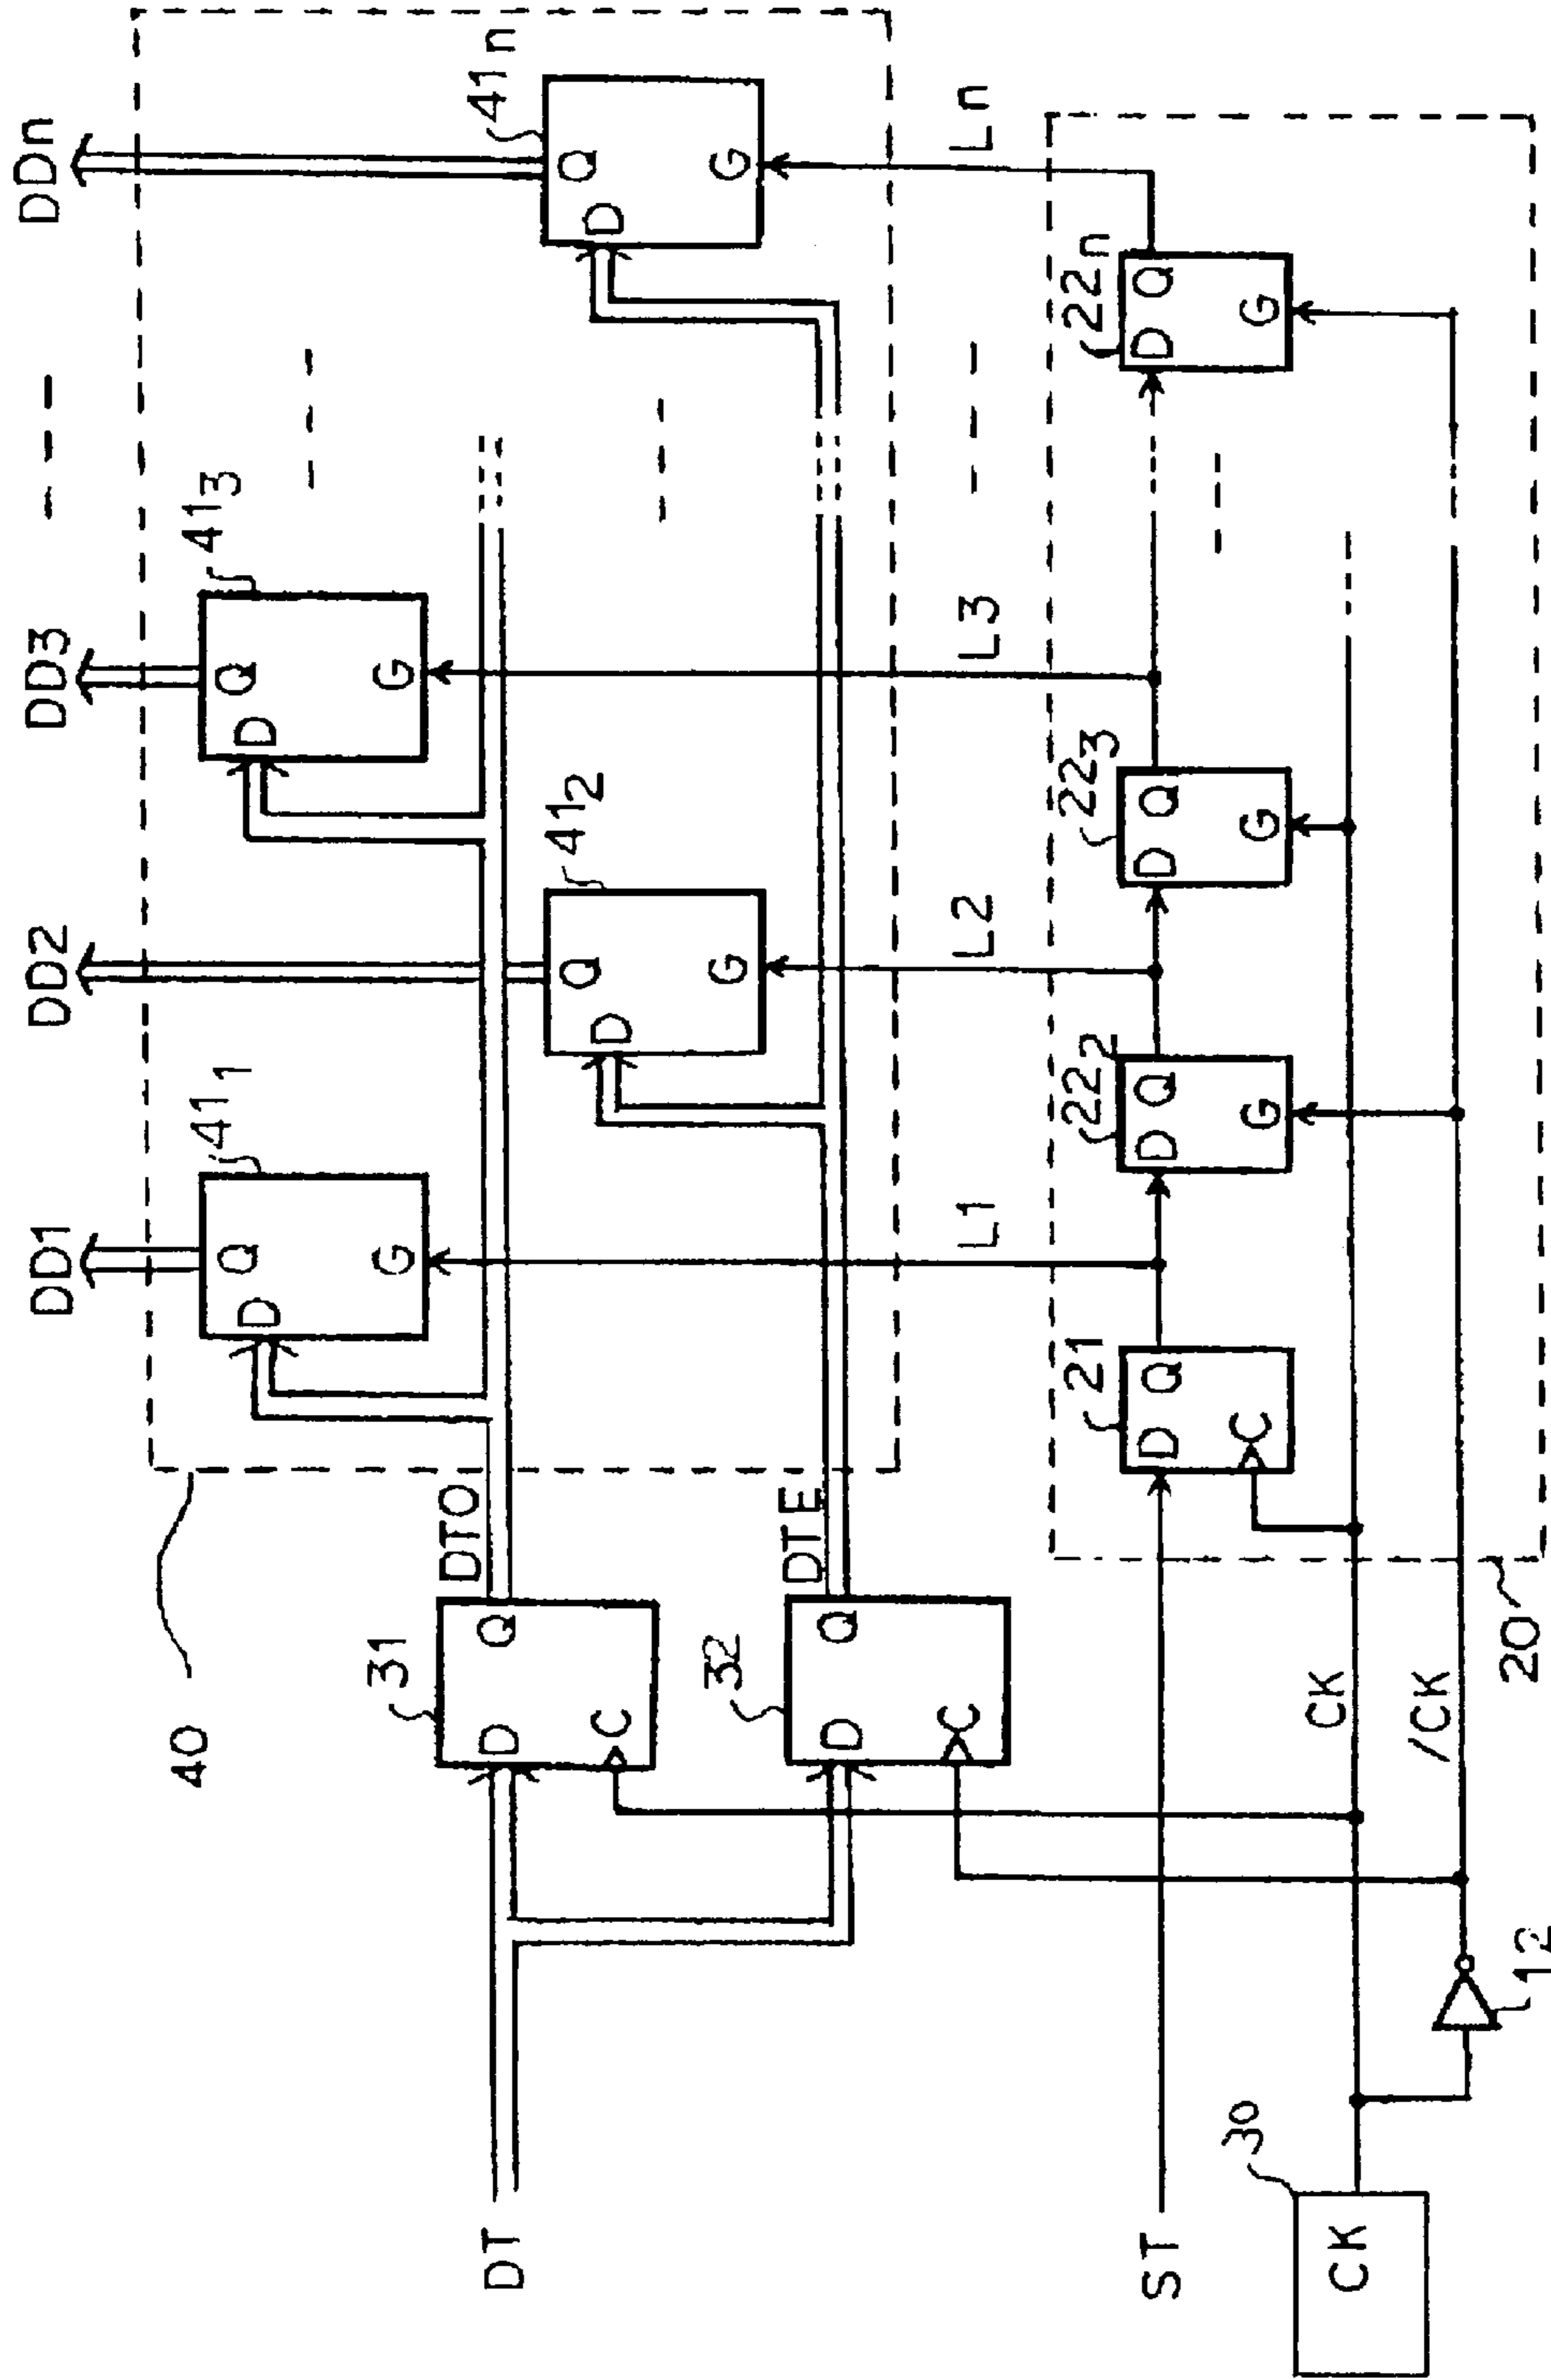 DD1 DD2 DD3 DDn
40
41₁ 41₂ 41₃ 41n
D Q G
D Q G
D Q G
D Q G
DT
31
D Q C
DTO
32
D Q C
DTE
L1 L2 L3 Ln
ST
21 22₂ 22₃ 22n
D Q C
D Q G
D Q G
D Q G
30
CK
CK
/CK
12
20